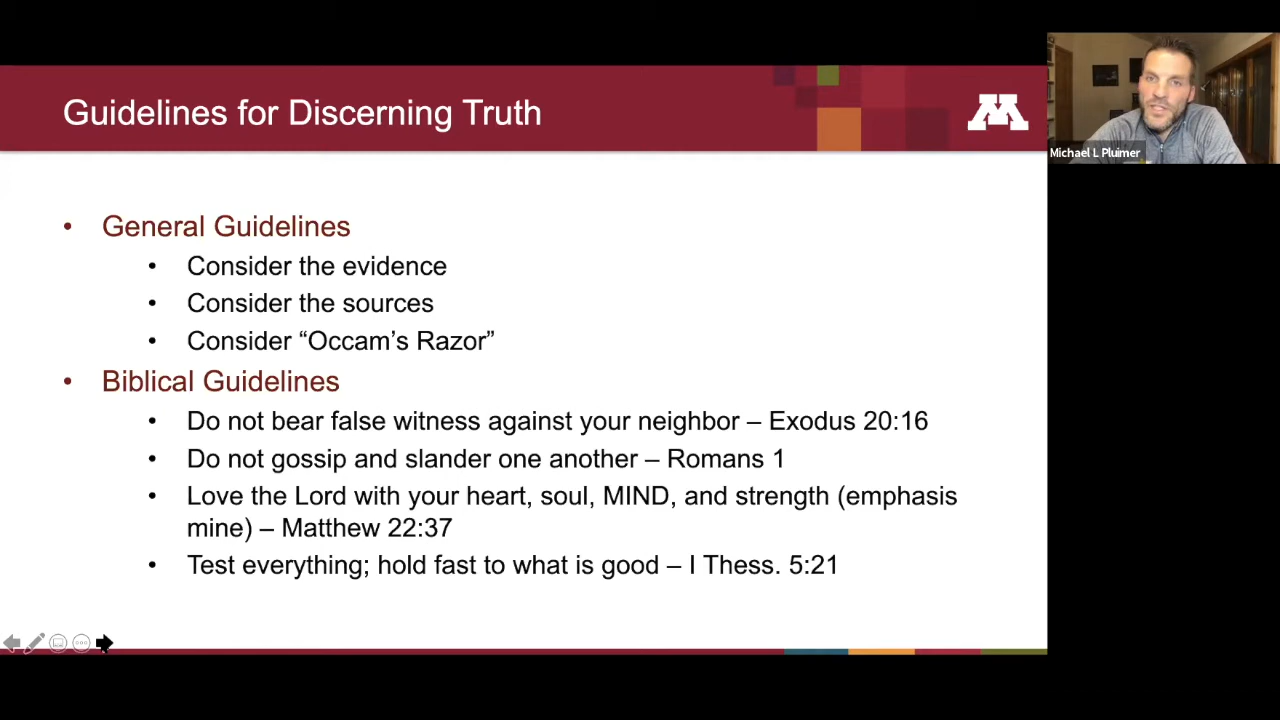 Guidelines for Discerning Truth
M
Michael L Pluimer
• General Guidelines
• Consider the evidence
• Consider the sources
• Consider “Occam’s Razor”
• Biblical Guidelines
• Do not bear false witness against your neighbor – Exodus 20:16
• Do not gossip and slander one another – Romans 1
• Love the Lord with your heart, soul, MIND, and strength (emphasis
mine) – Matthew 22:37
• Test everything; hold fast to what is good – I Thess. 5:21